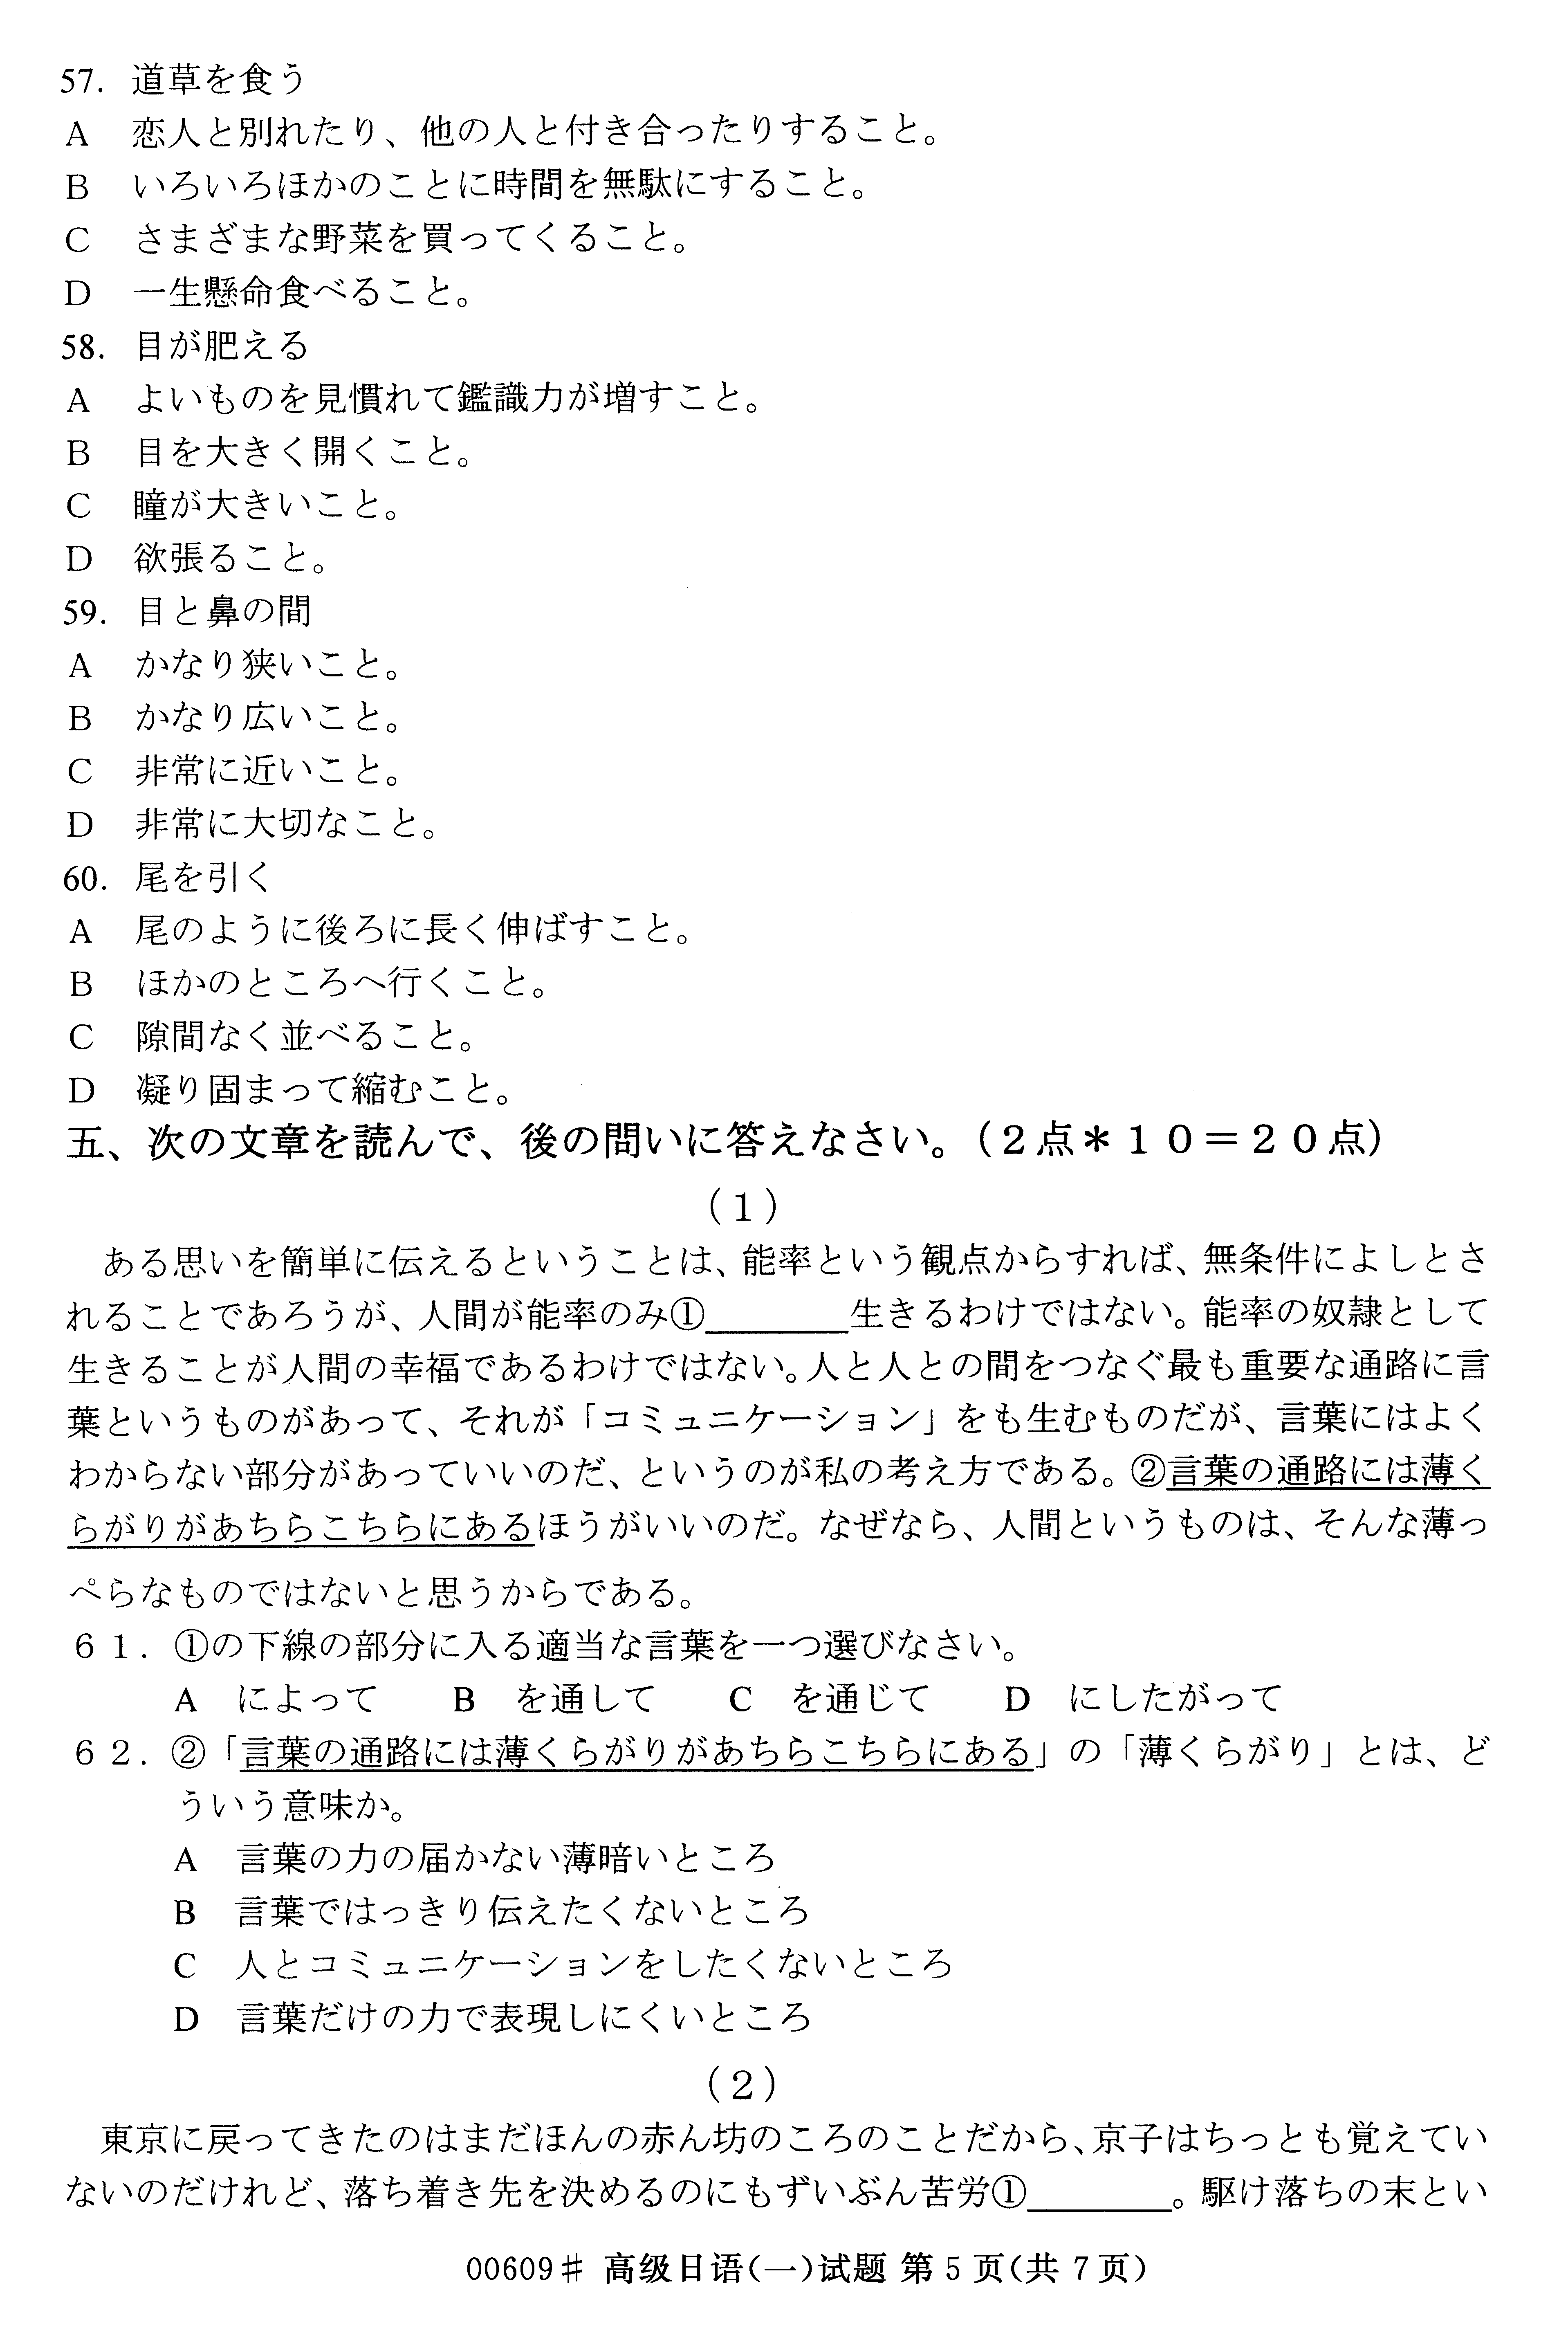 57. 道草を食う
A 恋人と別れたり、他の人と付き合ったりすること。
B いろいろほかのことに時間を無駄にすること。
C さまざまな野菜を買ってくること。
D 一生懸命食べること。
58. 目が肥える
A よいものを見慣れて鑑識力が増すこと。
B 目を大きく開くこと。
C 瞳が大きいこと。
D 欲張ること。
59. 目と鼻の間
A かなり狭いこと。
B かなり広いこと。
C 非常に近いこと。
D 非常に大切なこと。
60. 尾を引く
A 尾のように後ろに長く伸ばすこと。
B ほかのところへ行くこと。
C 隙間なく並べること。
D 凝り固まって縮むこと。
五、次の文章を読んで、後の問いに答えなさい。(2点*10=20点)
(1)
ある思いを簡単に伝えるということは、能率という観点からすれば、無条件によしとさ
れることであろうが、人間が能率のみ①________生きるわけではない。能率の奴隷として
生きることが人間の幸福であるわけではない。人と人との間をつなぐ最も重要な通路に言
葉というものがあって、それが「コミュニケーション」をも生むものだが、言葉にはよく
わからない部分があっていいのだ、というのが私の考え方である。②言葉の通路には薄く
らがりがあちらこちらにあるほうがいいのだ。なぜなら、人間というものは、そんな薄っ
ぺらなものではないと思うからである。
61. ①の下線の部分に入る適当な言葉を一つ選びなさい。
A によって B を通して C を通じて D にしたがって
62. ②「言葉の通路には薄くらがりがあちらこちらにある」の「薄くらがり」とは、ど
ういう意味か。
A 言葉の力の届かない薄暗いところ
B 言葉ではっきり伝えたくないところ
C 人とコミュニケーションをしたくないところ
D 言葉だけの力で表現しにくいところ
(2)
東京に戻ってきたのはまだほんの赤ん坊のころのことだから、京子はちっとも覚えてい
ないのだけれど、落ち着き先を決めるのにもずいぶん苦労①________。駆け落ちの末とい
00609# 高级日语(一)试题 第5页(共7页)